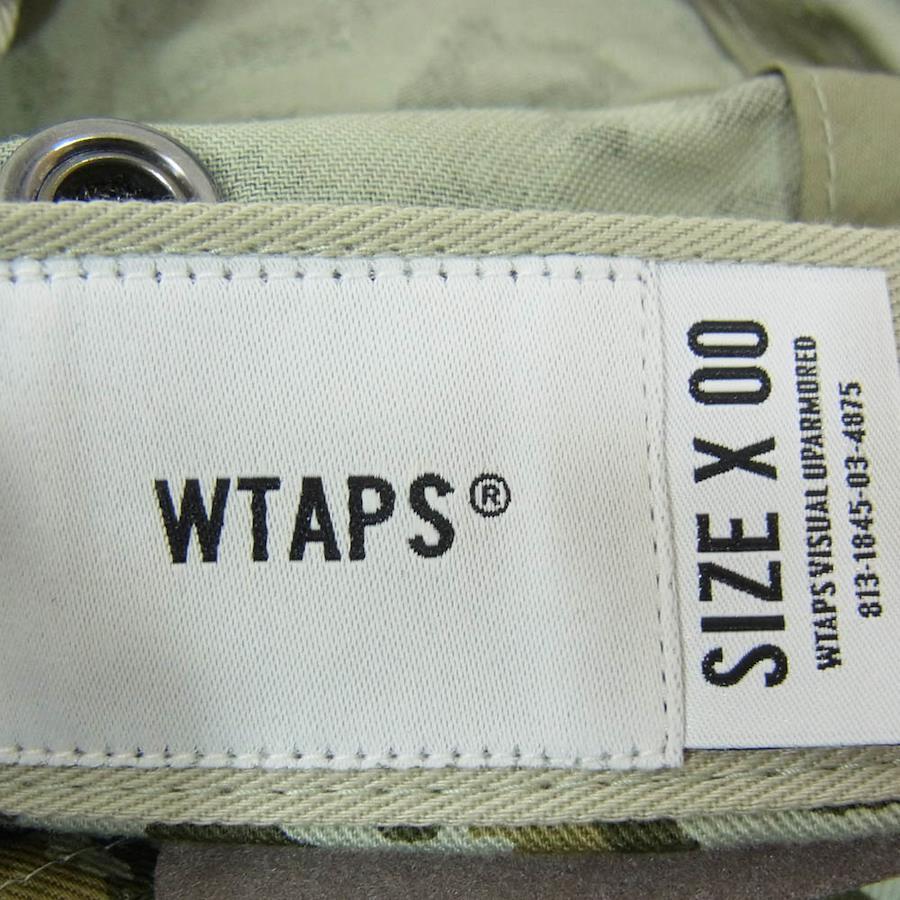 WTAPS®
SIZE X 00
WTAPS VISUAL UPARMORED
813-1845-03-4875